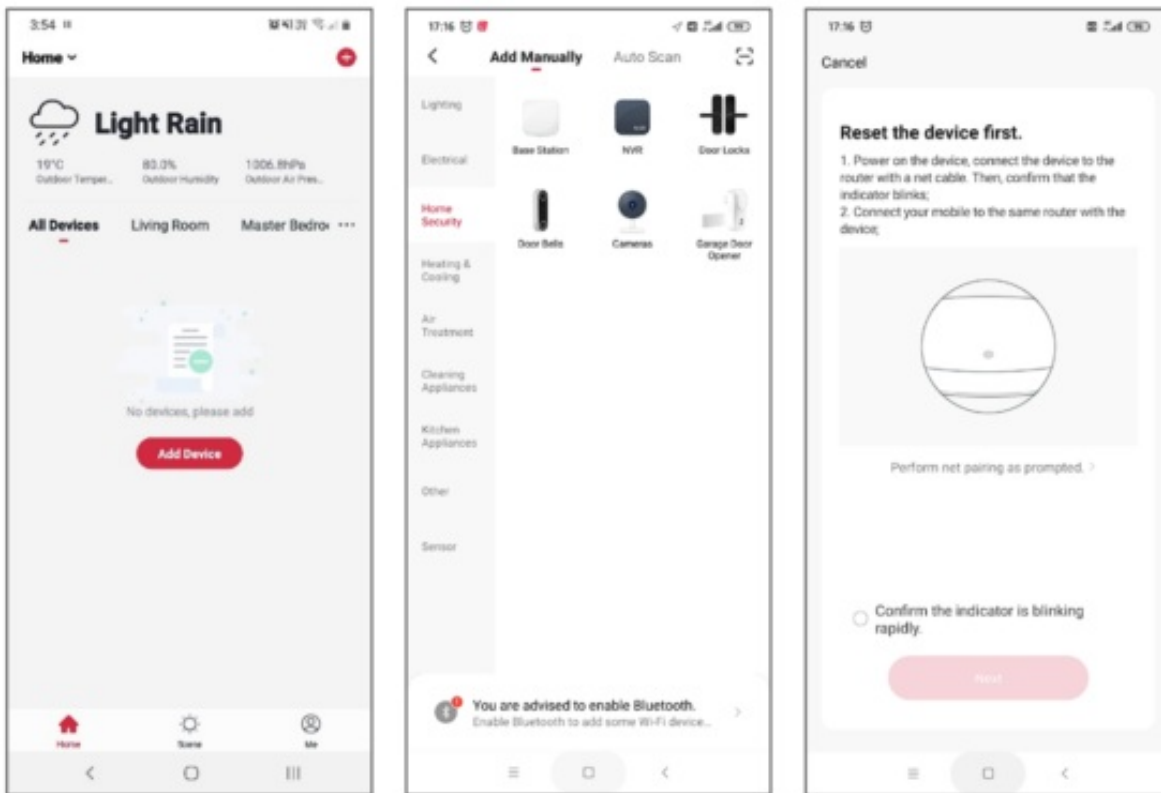 3:54
Home
Light Rain
19°C
80.0%
1006.8hPa
Outdoor Temper...
Outdoor Humidity
Outdoor Air Pres...
All Devices
Living Room
Master Bedro
No devices, please add
Add Device
Home
Scene
Me
17:16
Add Manually
Auto Scan
Lighting
Electrical
Home
Security
Heating &
Cooling
Air
Treatment
Cleaning
Appliances
Kitchen
Appliances
Other
Sensor
Base Station
NVR
Door Locks
Door Bells
Cameras
Garage Door
Opener
You are advised to enable Bluetooth.
Enable Bluetooth to add some Wi-Fi device...
17:16
Cancel
Reset the device first.
1. Power on the device, connect the device to the
router with a net cable. Then, confirm that the
indicator blinks;
2. Connect your mobile to the same router with the
device;
Perform net pairing as prompted.
Confirm the indicator is blinking
rapidly.
Next